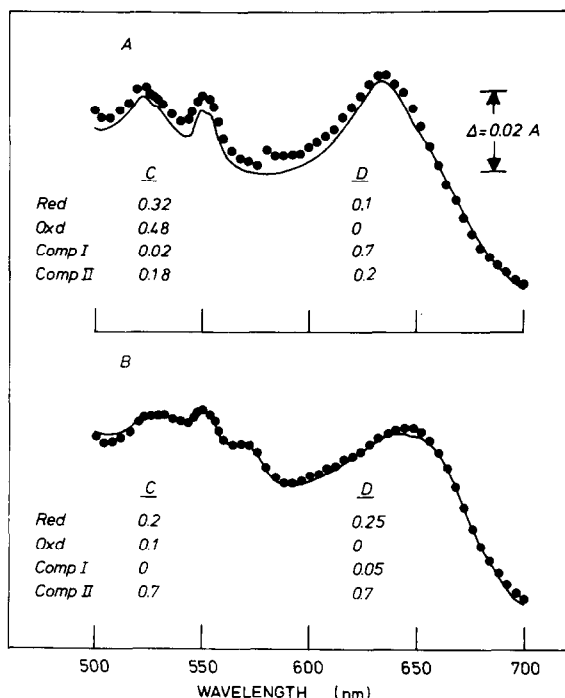 A
Δ = 0.02 A
C D
Red 0.32 0.1
Oxd 0.48 0
Comp I 0.02 0.7
Comp II 0.18 0.2
B
C D
Red 0.2 0.25
Oxd 0.1 0
Comp I 0 0.05
Comp II 0.7 0.7
500 550 600 650 700
WAVELENGTH (nm)